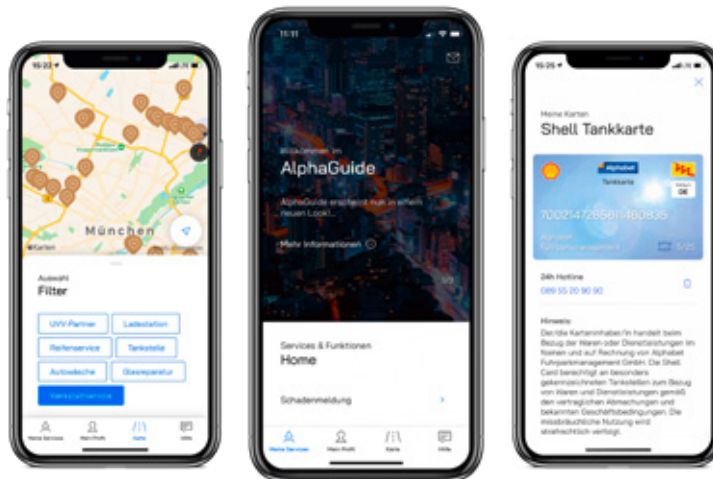 15:22
München
Karten
Auswahl
Filter
UVV-Partner
Ladestation
Reifenservice
Tankstelle
Autowäsche
Glasreparatur
Werkstattservice
Meine Services
Mein Profil
Karte
Hilfe
11:11
Willkommen im
AlphaGuide
AlphaGuide erscheint nun in einem
neuen Look!
Mehr Informationen
Services & Funktionen
Home
Schadenmeldung
Meine Services
Mein Profil
Karte
Hilfe
15:25
Meine Karten
Shell Tankkarte
Alphabet
Tankkarte
DE
5/25
24h Hotline
089 55 20 90 90
Hinweis:
Der/die Karteninhaber/in handelt beim
Bezug der Waren oder Dienstleistungen im
Namen und auf Rechnung von Alphabet
Fuhrparkmanagement GmbH. Die Shell
Card berechtigt an besonders
gekennzeichneten Tankstellen zum Bezug
von Waren und Dienstleistungen gemäß
den vertraglichen Abmachungen und
bekannten Geschäftsbedingungen. Die
missbräuchliche Nutzung wird
strafrechtlich verfolgt.